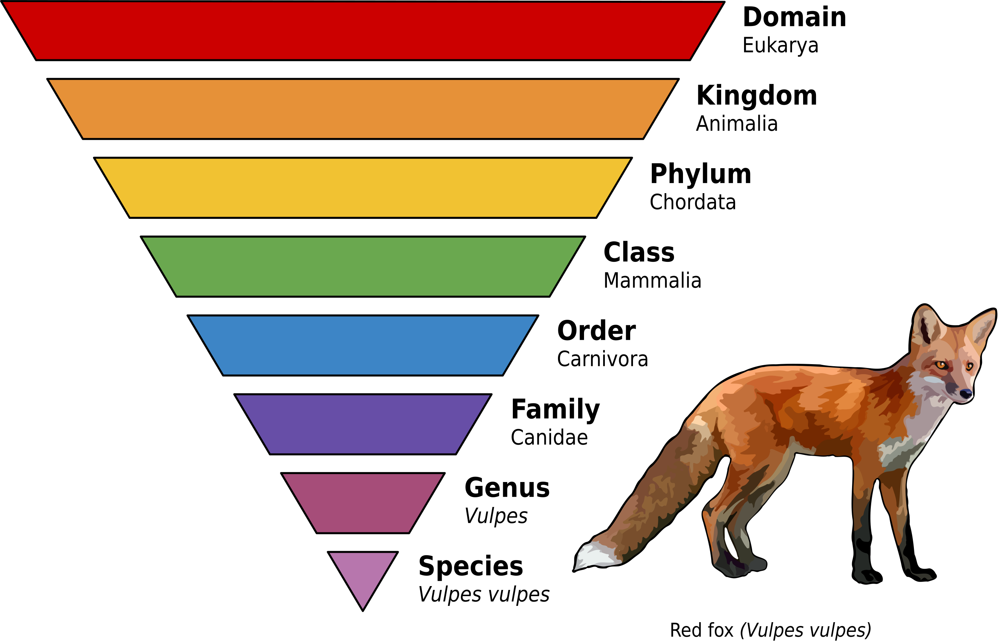 Domain
Eukarya
Kingdom
Animalia
Phylum
Chordata
Class
Mammalia
Order
Carnivora
Family
Canidae
Genus
Vulpes
Species
Vulpes vulpes
Red fox (Vulpes vulpes)